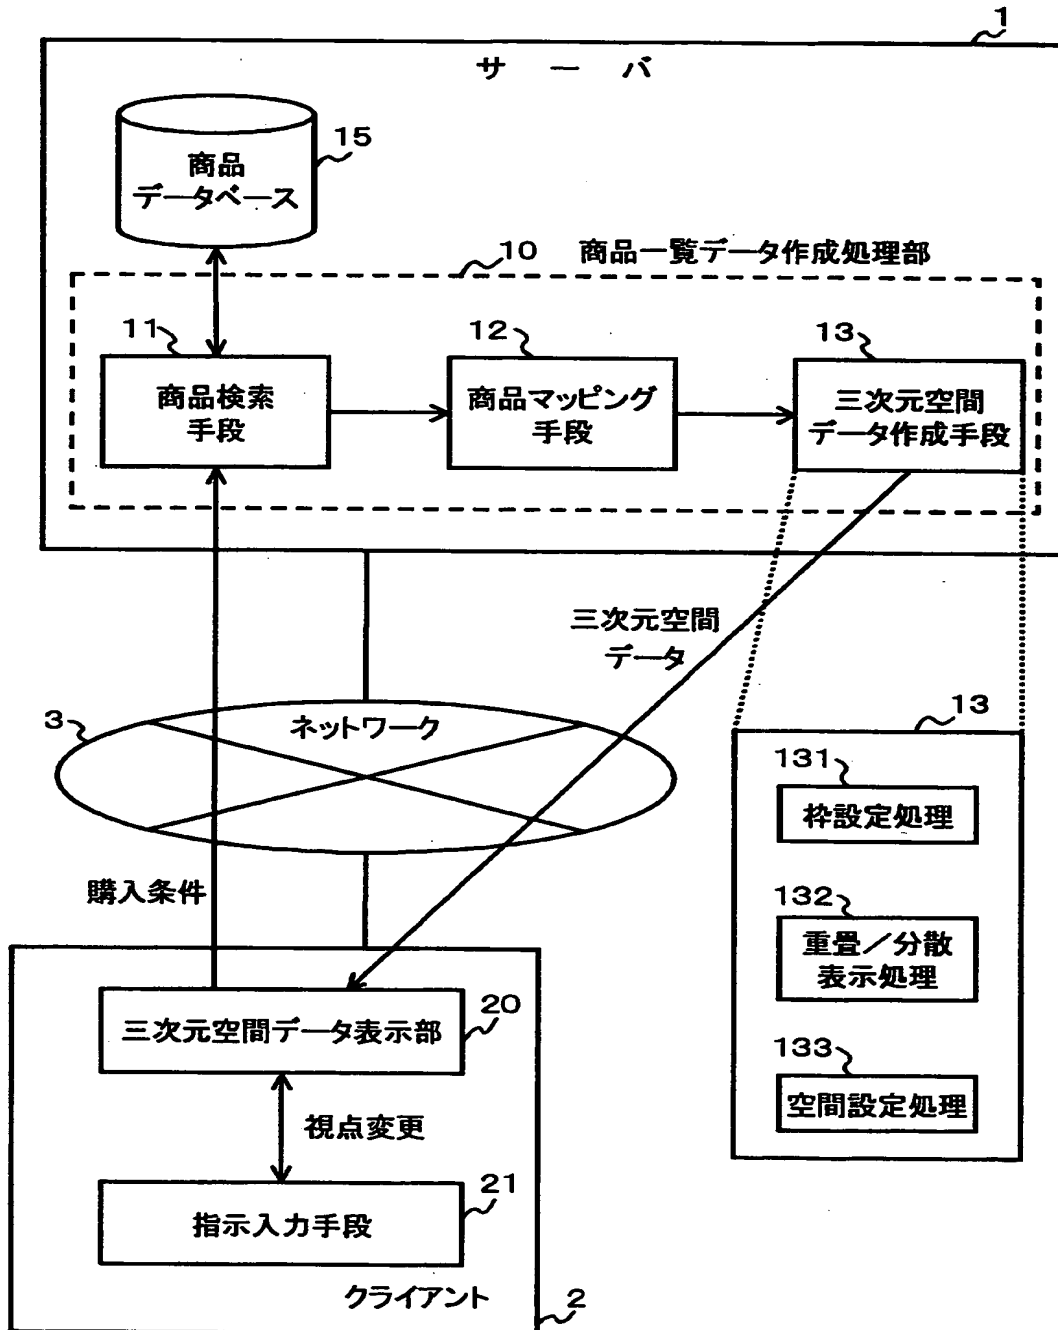 1
サーバ
商品
データベース
15
10 商品一覧データ作成処理部
11
商品検索
手段
12
商品マッピング
手段
13
三次元空間
データ作成手段
三次元空間
データ
3
ネットワーク
購入条件
13
131
枠設定処理
132
重畳／分散
表示処理
133
空間設定処理
三次元空間データ表示部
20
視点変更
指示入力手段
21
クライアント
2